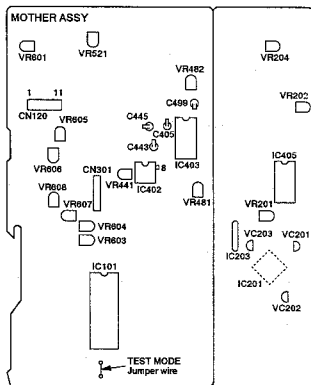 MOTHER ASSY
VR601
VR521
VR204
VR482
VR202
1 11
C499
CN120
VR605
C445
C405
IC403
C443
VR606
CN301
8
IC405
VR441
IC402
VR608
VR481
VR607
VR201
VR604
VC203
VC201
VR603
IC203
IC101
IC201
VC202
TEST MODE
Jumper wire